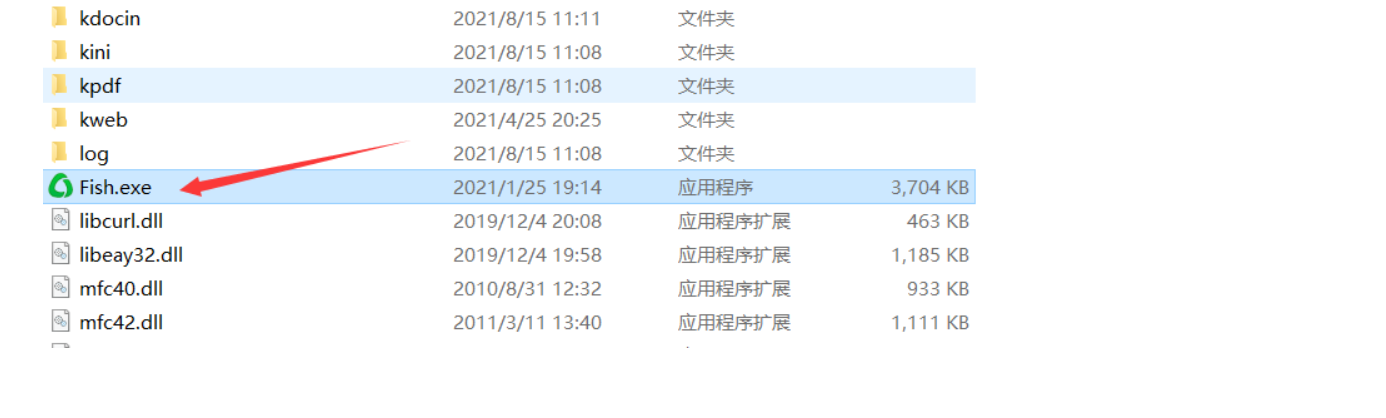 kdocin 2021/8/15 11:11 文件夹
kini 2021/8/15 11:08 文件夹
kpdf 2021/8/15 11:08 文件夹
kweb 2021/4/25 20:25 文件夹
log 2021/8/15 11:08 文件夹
Fish.exe 2021/1/25 19:14 应用程序 3,704 KB
libcurl.dll 2019/12/4 20:08 应用程序扩展 463 KB
libeay32.dll 2019/12/4 19:58 应用程序扩展 1,185 KB
mfc40.dll 2010/8/31 12:32 应用程序扩展 933 KB
mfc42.dll 2011/3/11 13:40 应用程序扩展 1,111 KB